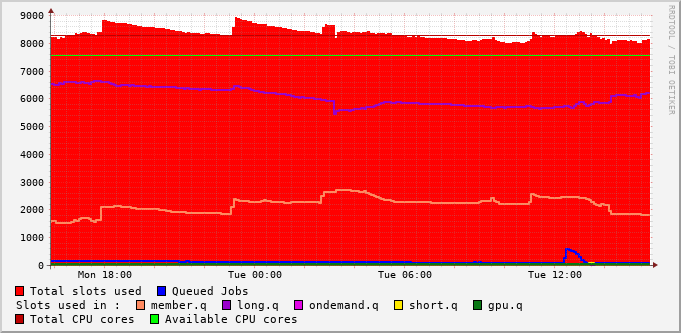 9000
8000
7000
6000
5000
4000
3000
2000
1000
0
Mon 18:00 Tue 00:00 Tue 06:00 Tue 12:00
RRDTOOL / TOBI OETIKER
Total slots used Queued Jobs
Slots used in : member.q long.q ondemand.q short.q gpu.q
Total CPU cores Available CPU cores